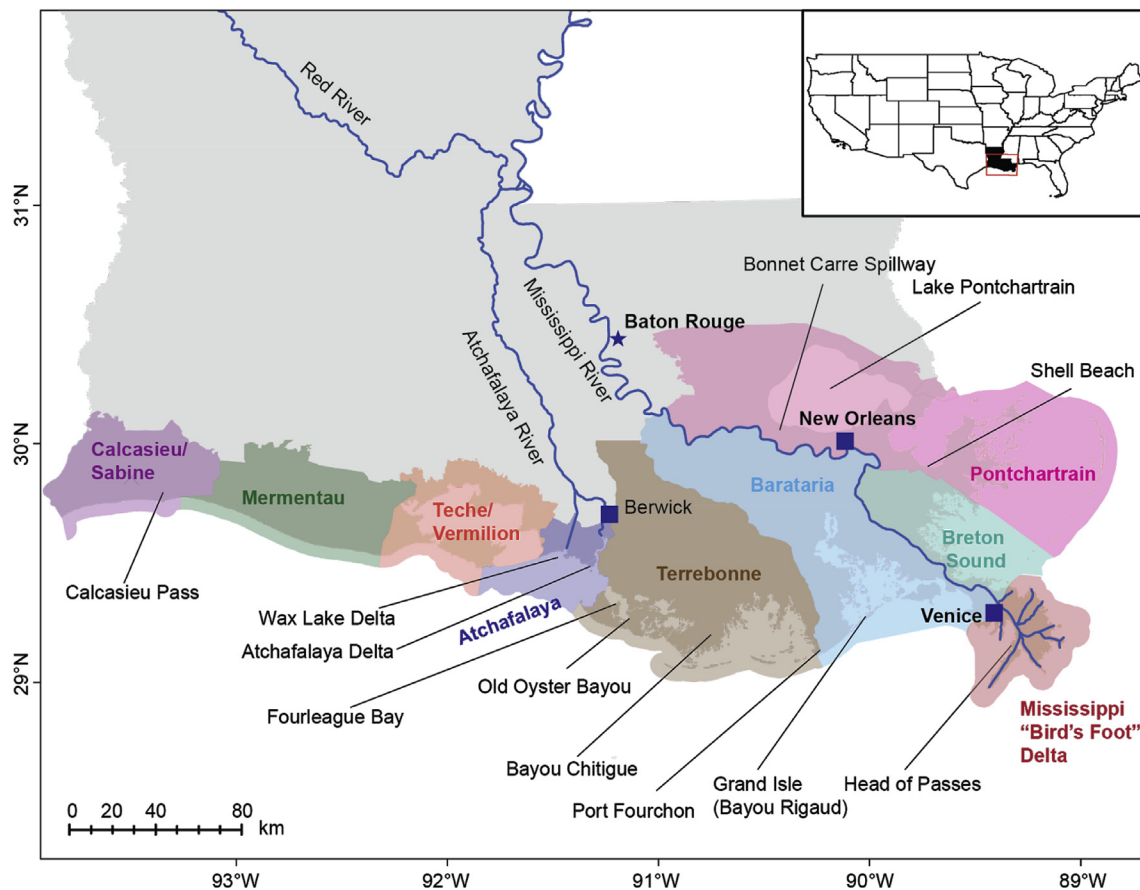 Red River
31°N
Mississippi River
Atchafalaya River
Bonnet Carre Spillway
Lake Pontchartrain
Baton Rouge
Shell Beach
New Orleans
30°N
Calcasieu/
Sabine
Mermentau
Teche/
Vermilion
Berwick
Barataria
Pontchartrain
Breton
Sound
Terrebonne
Calcasieu Pass
Wax Lake Delta
Atchafalaya
Venice
Atchafalaya Delta
29°N
Old Oyster Bayou
Fourleague Bay
Mississippi
"Bird's Foot"
Delta
Bayou Chitigue
Port Fourchon
Grand Isle
(Bayou Rigaud)
Head of Passes
0 20 40 80
km
93°W 92°W 91°W 90°W 89°W